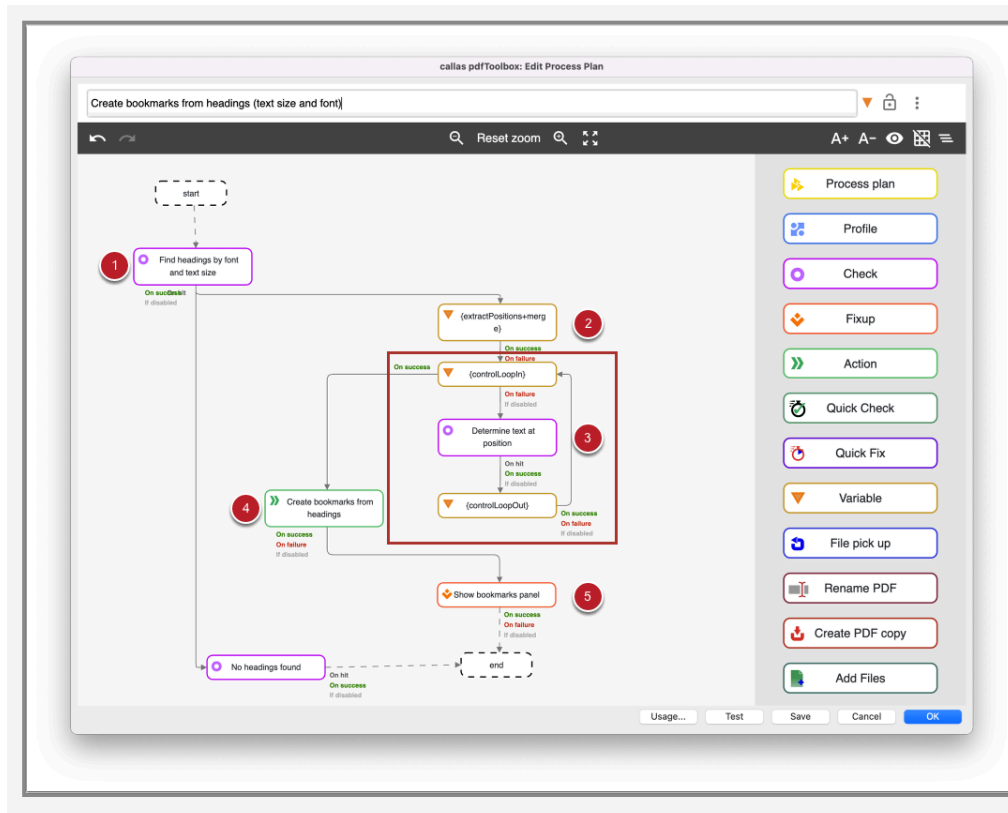 callas pdfToolbox: Edit Process Plan
Create bookmarks from headings (text size and font)
Reset zoom
A+ A-
start
1
Find headings by font
and text size
On success
On hit
If disabled
{extractPositions+merg
e}
2
On success
On failure
On success
{controlLoopIn}
On failure
If disabled
Determine text at
position
3
On hit
On success
If disabled
4
Create bookmarks from
headings
On success
On failure
If disabled
{controlLoopOut}
On success
On failure
If disabled
Show bookmarks panel
5
On success
On failure
If disabled
No headings found
On hit
On success
If disabled
end
Process plan
Profile
Check
Fixup
Action
Quick Check
Quick Fix
Variable
File pick up
Rename PDF
Create PDF copy
Add Files
Usage...
Test
Save
Cancel
OK